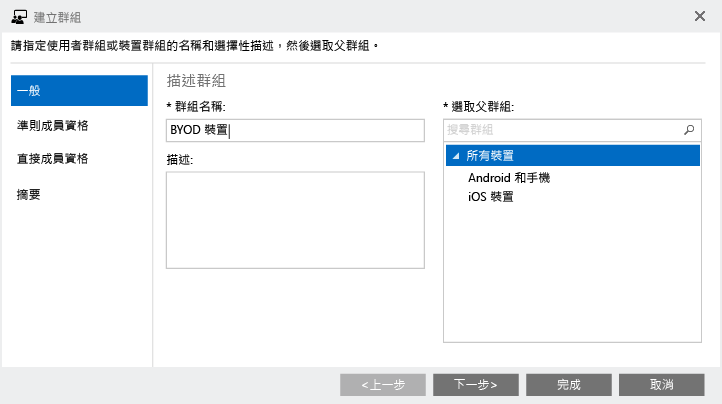 建立群組
請指定使用者群組或裝置群組的名稱和選擇性描述，然後選取父群組。
一般
準則成員資格
直接成員資格
摘要
描述群組
* 群組名稱:
BYOD 裝置
描述:
* 選取父群組:
搜尋群組
所有裝置
Android 和手機
iOS 裝置
<上一步
下一步>
完成
取消